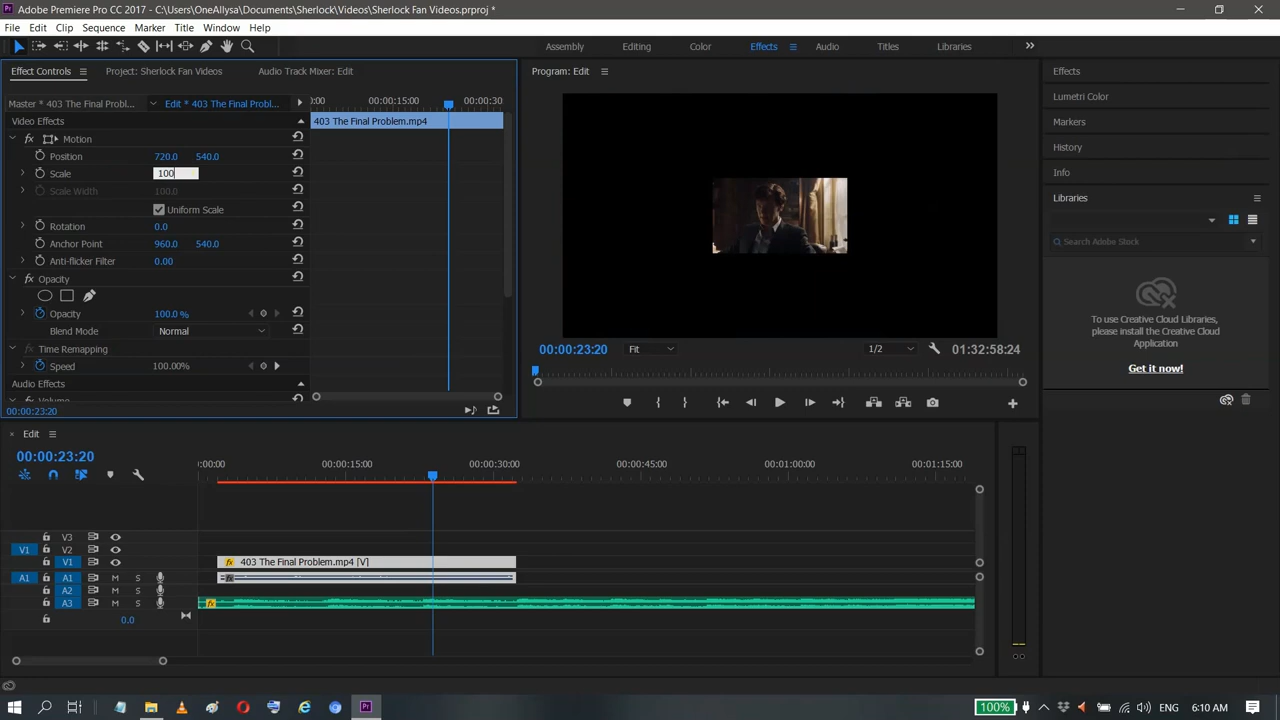 Adobe Premiere Pro CC 2017 - C:\Users\OneAllysa\Documents\Sherlock\Videos\Sherlock Fan Videos.prproj *
File Edit Clip Sequence Marker Title Window Help
Assembly Editing Color Effects Audio Titles Libraries
Effect Controls Project: Sherlock Fan Videos Audio Track Mixer: Edit
Program: Edit
Effects
Lumetri Color
Markers
History
Info
Libraries
Search Adobe Stock
To use Creative Cloud Libraries,
please install the Creative Cloud
Application
Get it now!
Master * 403 The Final Probl... Edit * 403 The Final Probl...
:0:00 00:00:15:00 00:00:30
Video Effects
403 The Final Problem.mp4
fx Motion
Position 720.0 540.0
Scale 100
Scale Width 100.0
Uniform Scale
Rotation 0.0
Anchor Point 960.0 540.0
Anti-flicker Filter 0.00
fx Opacity
Opacity 100.0 %
Blend Mode Normal
Time Remapping
Speed 100.00%
Audio Effects
00:00:23:20
00:00:23:20 Fit 1/2 01:32:58:24
Edit
00:00:23:20
:00:00 00:00:15:00 00:00:30:00 00:00:45:00 00:01:00:00 00:01:15:00
V3
V1 V2
V1 fx 403 The Final Problem.mp4 [V]
A1 A1 M S
A2 M S
A3 M S
0.0
100% ENG 6:10 AM